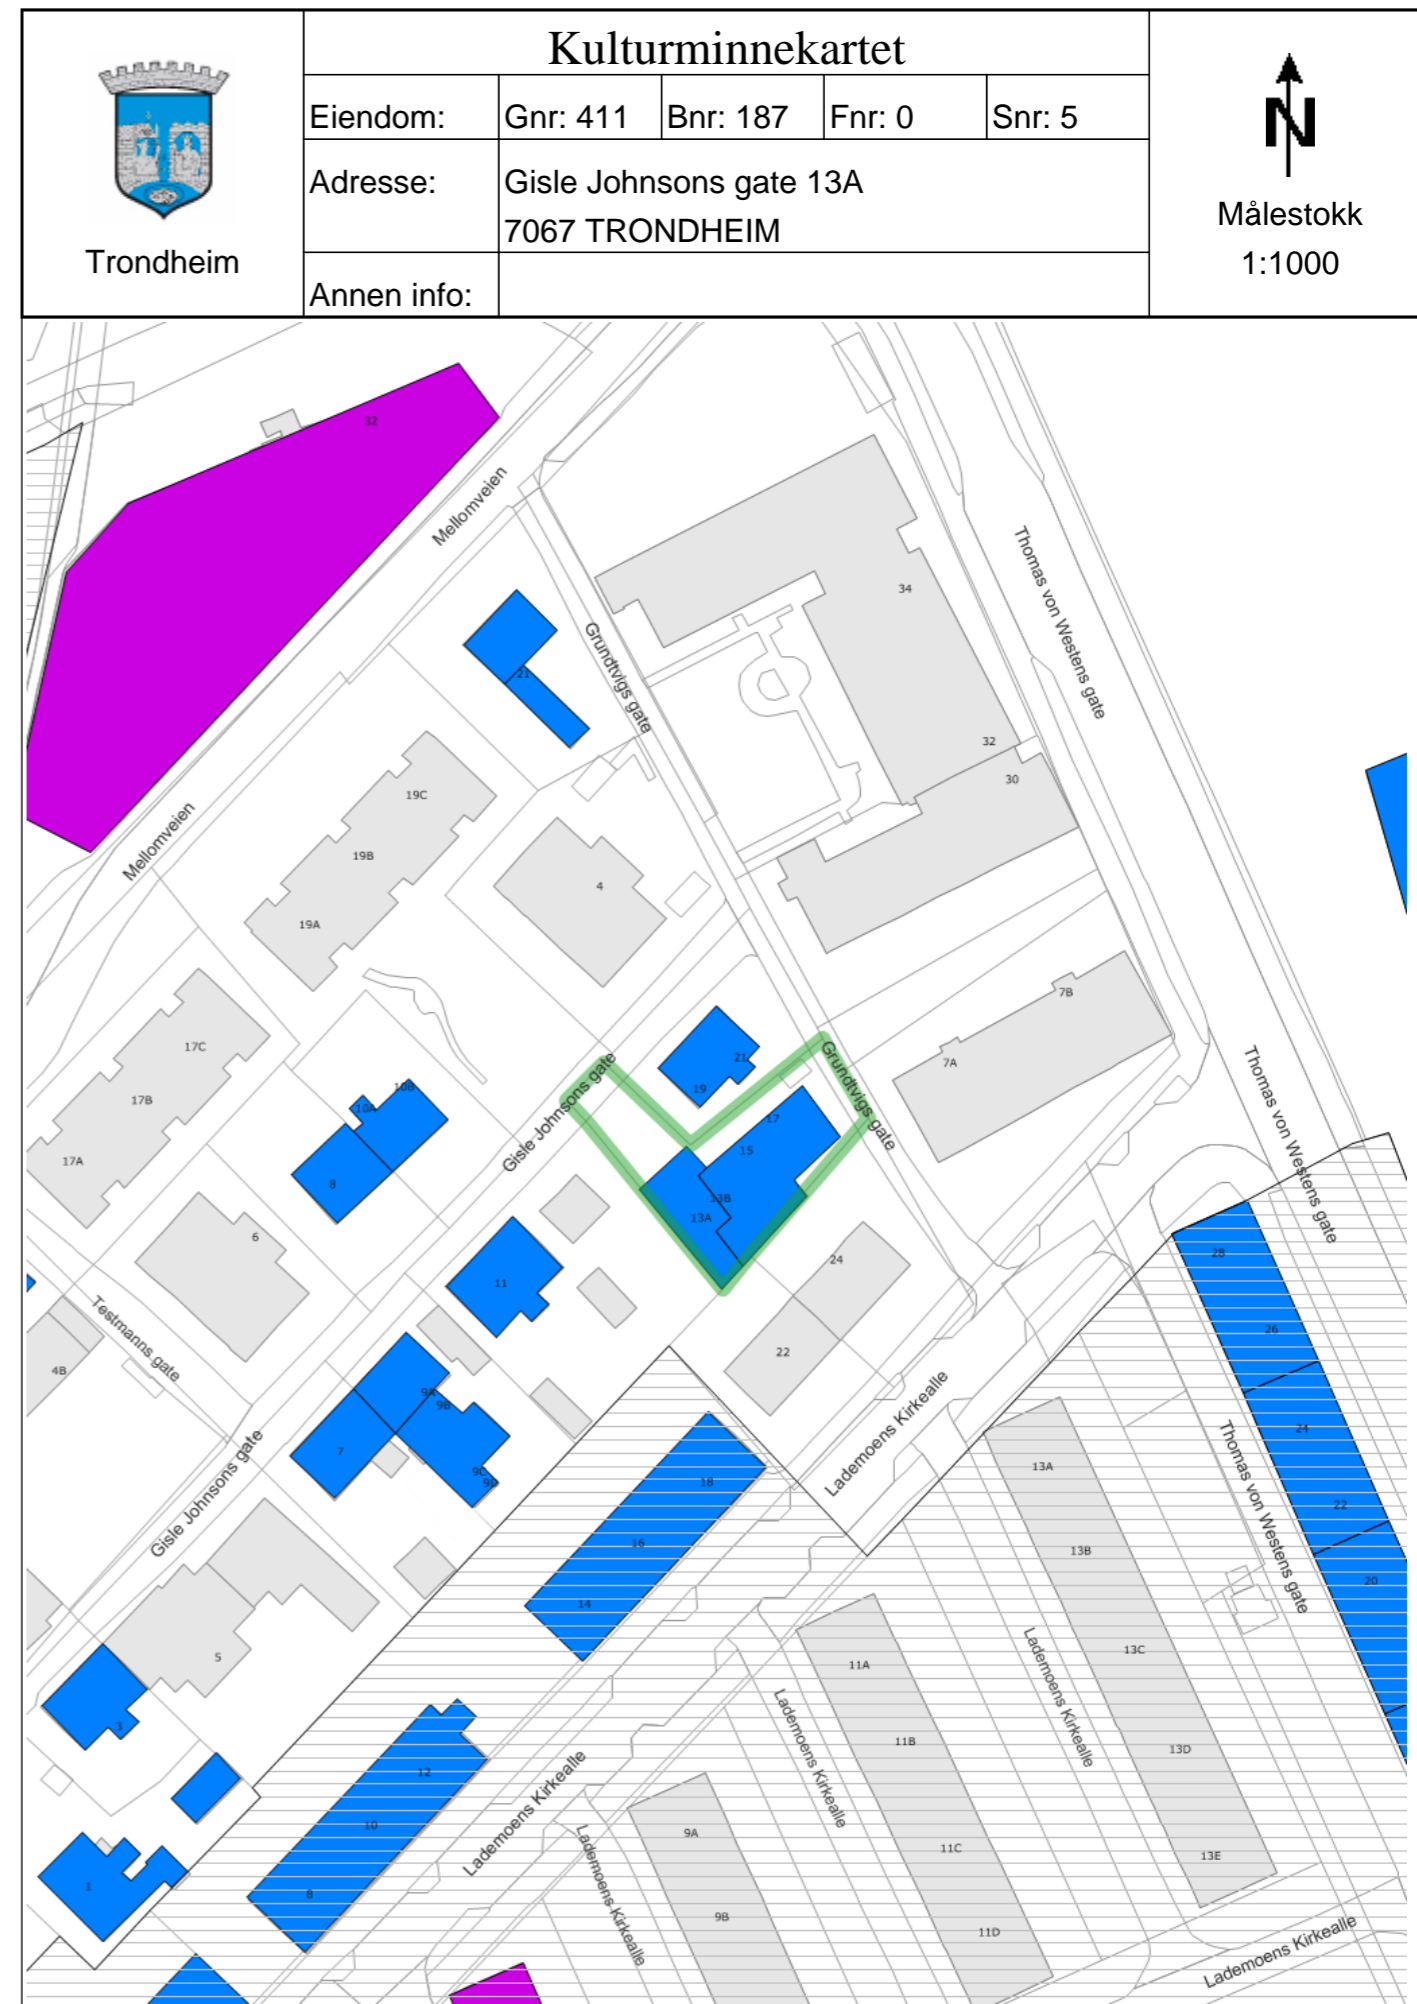 Kulturminnekartet
Eiendom: Gnr: 411 Bnr: 187 Fnr: 0 Snr: 5
Adresse: Gisle Johnsons gate 13A
7067 TRONDHEIM
Annen info:
Trondheim
N
Målestokk
1:1000
32
Mellomveien
Thomas von Westens gate
34
Grundtvigs gate
21
32
30
19C
Mellomveien
19B
4
19A
7B
17C
Gisle Johnsons gate
21
Grundtvigs gate
7A
Thomas von Westens gate
10B
19
17B
10A
17
15
17A
8
13B
13A
6
24
28
11
Testmanns gate
26
22
4B
9A
9B
Lademoens Kirkealle
24
Gisle Johnsons gate
7
13A
Thomas von Westens gate
9C
9D
18
22
16
13B
20
14
Lademoens Kirkealle
13C
5
11A
Lademoens Kirkealle
3
11B
13D
12
Lademoens Kirkealle
10
9A
11C
13E
1
8
Lademoens Kirkealle
9B
11D
Lademoens Kirkealle